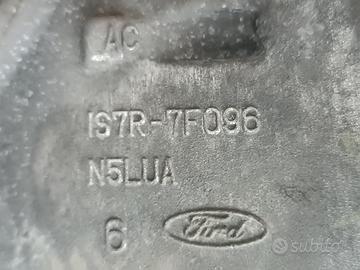 AC
1S7R-7F096
N5LUA
6 Ford
subito